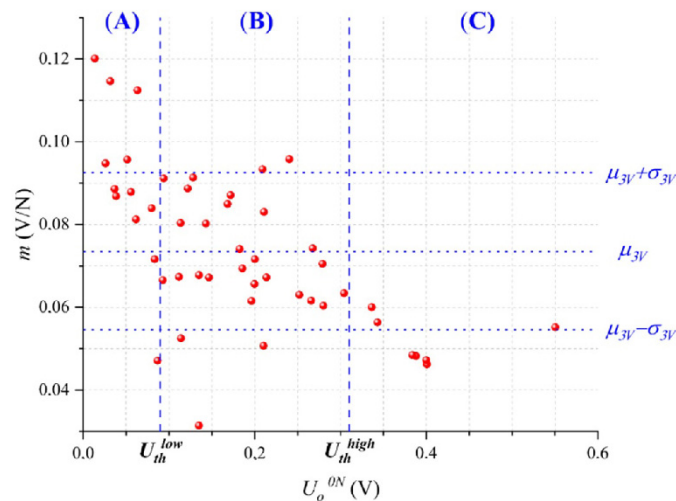 (A) (B) (C)
0.12
0.10
μ3V+σ3V
0.08
μ3V
0.06
μ3V−σ3V
0.04
m (V/N)
0.0 Uthlow 0.2 Uthhigh 0.4 0.6
Uo0N (V)